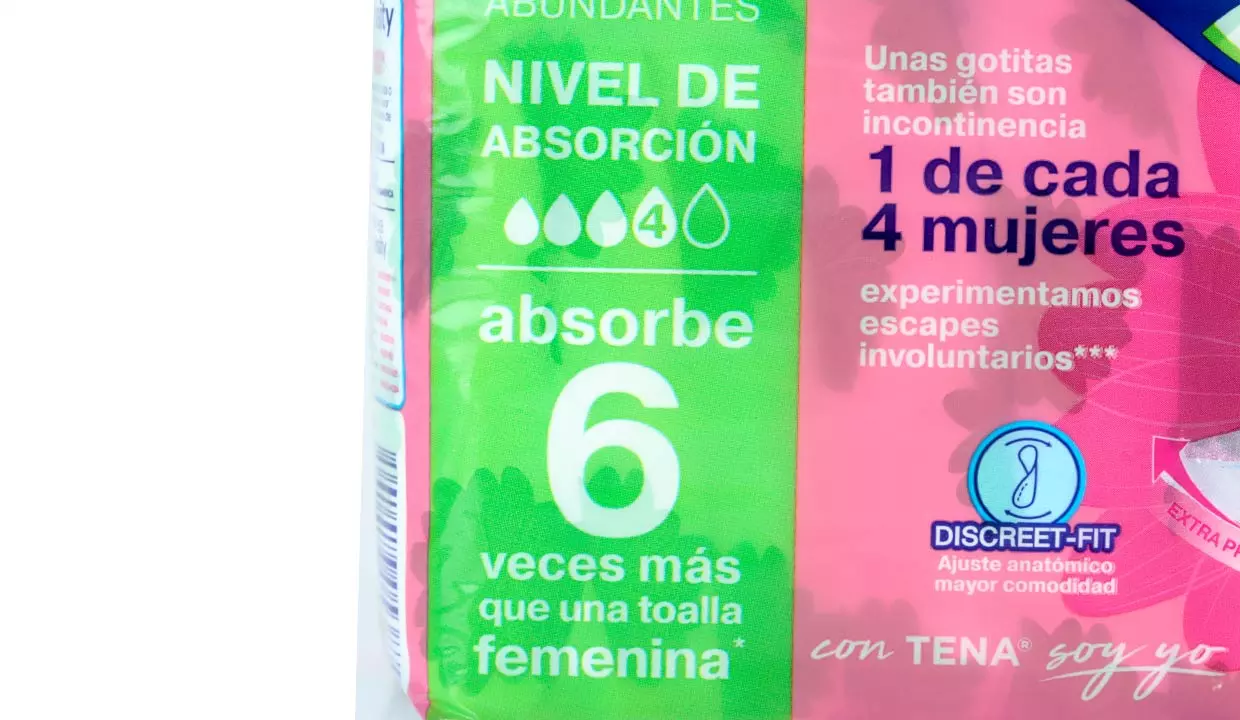 ABUNDANTES
NIVEL DE
ABSORCIÓN
4
absorbe
6
veces más
que una toalla
femenina*
Unas gotitas
también son
incontinencia
1 de cada
4 mujeres
experimentamos
escapes
involuntarios***
DISCREET-FIT
Ajuste anatómico
mayor comodidad
EXTRA
con TENA® soy yo